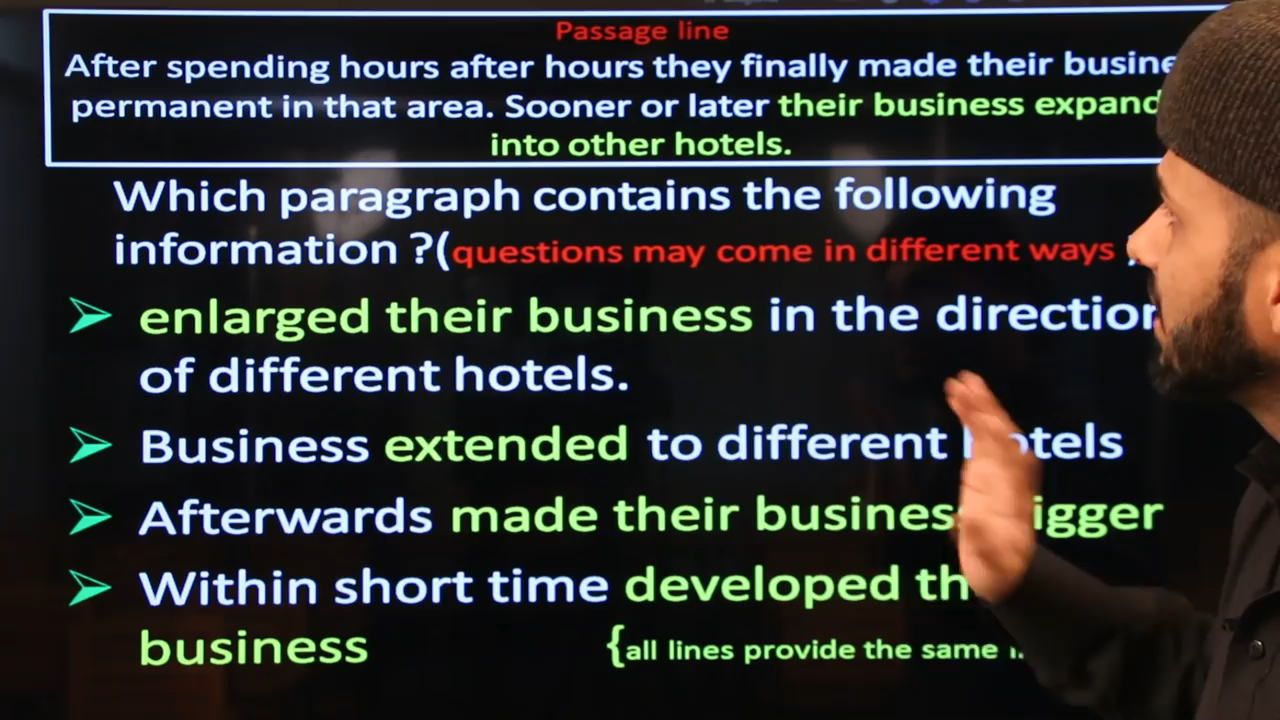 Passage line
After spending hours after hours they finally made their
permanent in that area. Sooner or later their business
into other hotels.
Which paragraph contains the following
information ?(questions may come in different ways
➢ enlarged their business in the
of different hotels.
➢ Business extended to different
➢ Afterwards made their
➢ Within short time developed
business {all lines provide the same